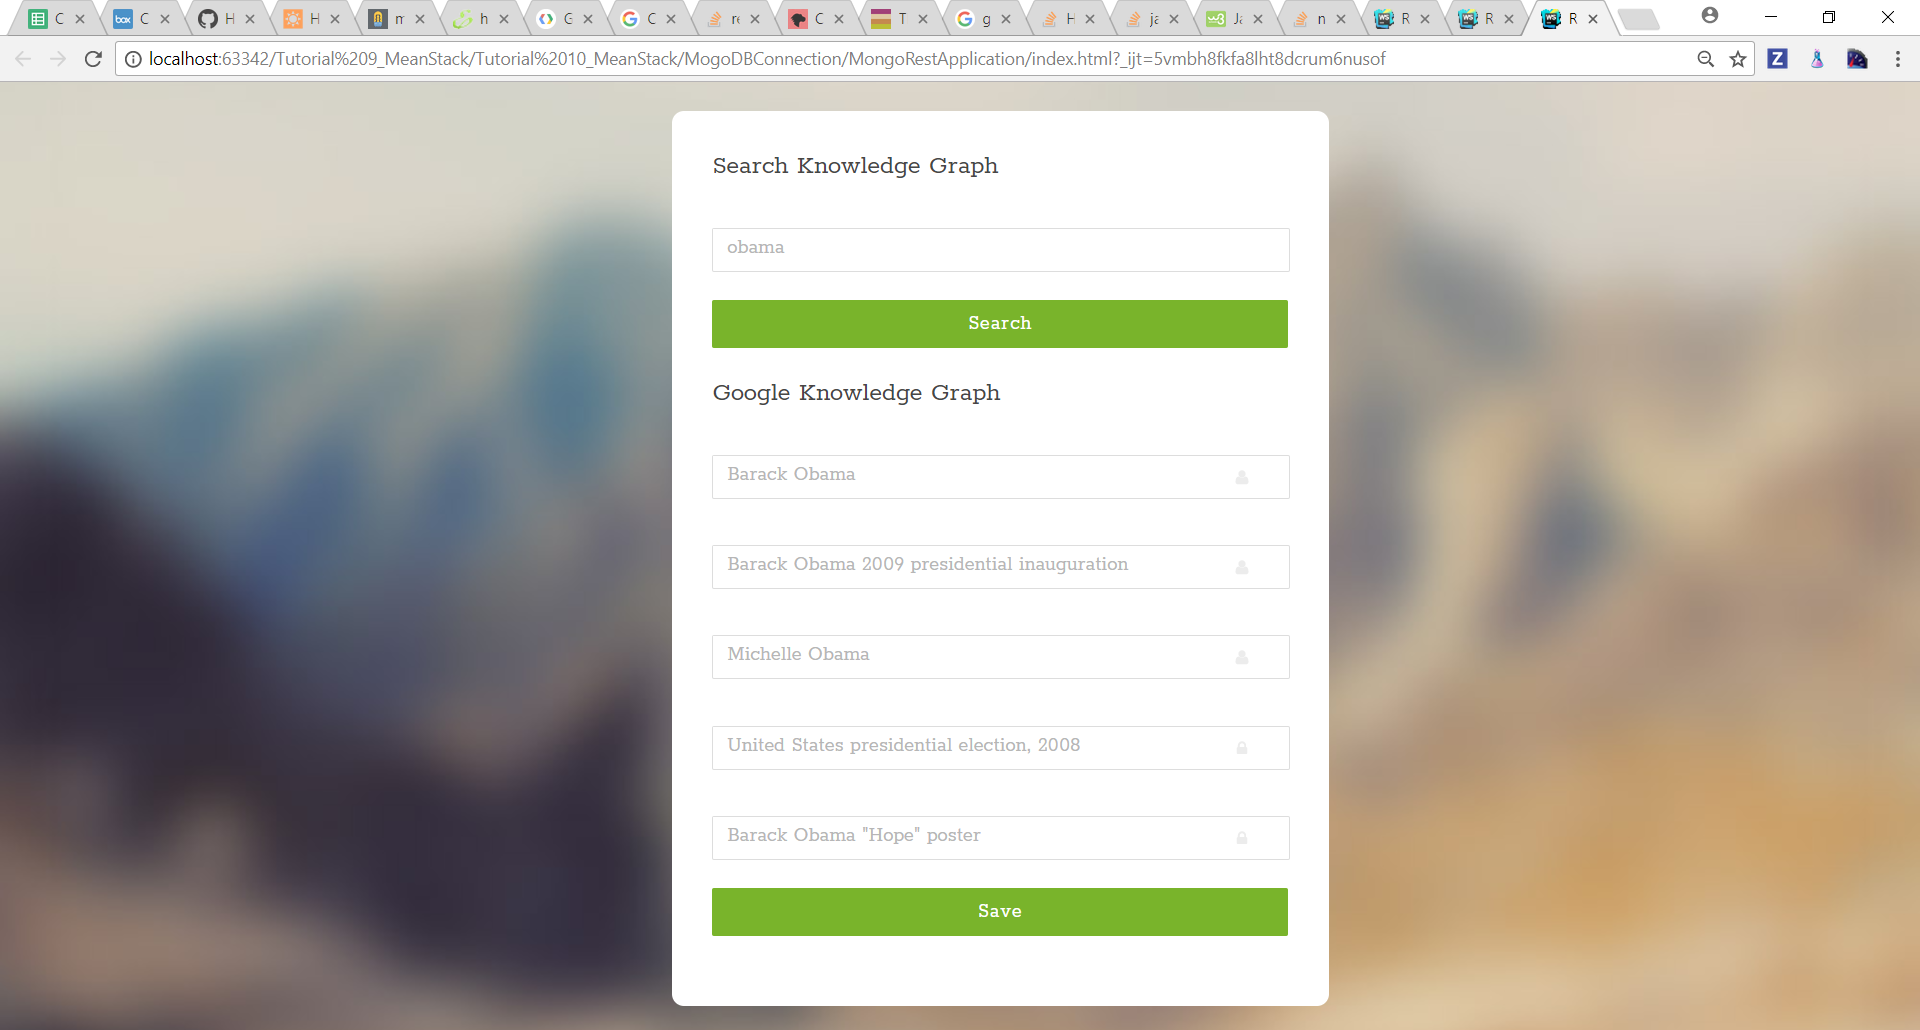 C
C
H
H
n
h
G
C
re
C
T
g
H
ja
Ja
n
R
R
R
localhost:63342/Tutorial%209_MeanStack/Tutorial%2010_MeanStack/MogoDBConnection/MongoRestApplication/index.html?_ijt=5vmbh8fkfa8lht8dcrum6nusof
Search Knowledge Graph
obama
Search
Google Knowledge Graph
Barack Obama
Barack Obama 2009 presidential inauguration
Michelle Obama
United States presidential election, 2008
Barack Obama "Hope" poster
Save